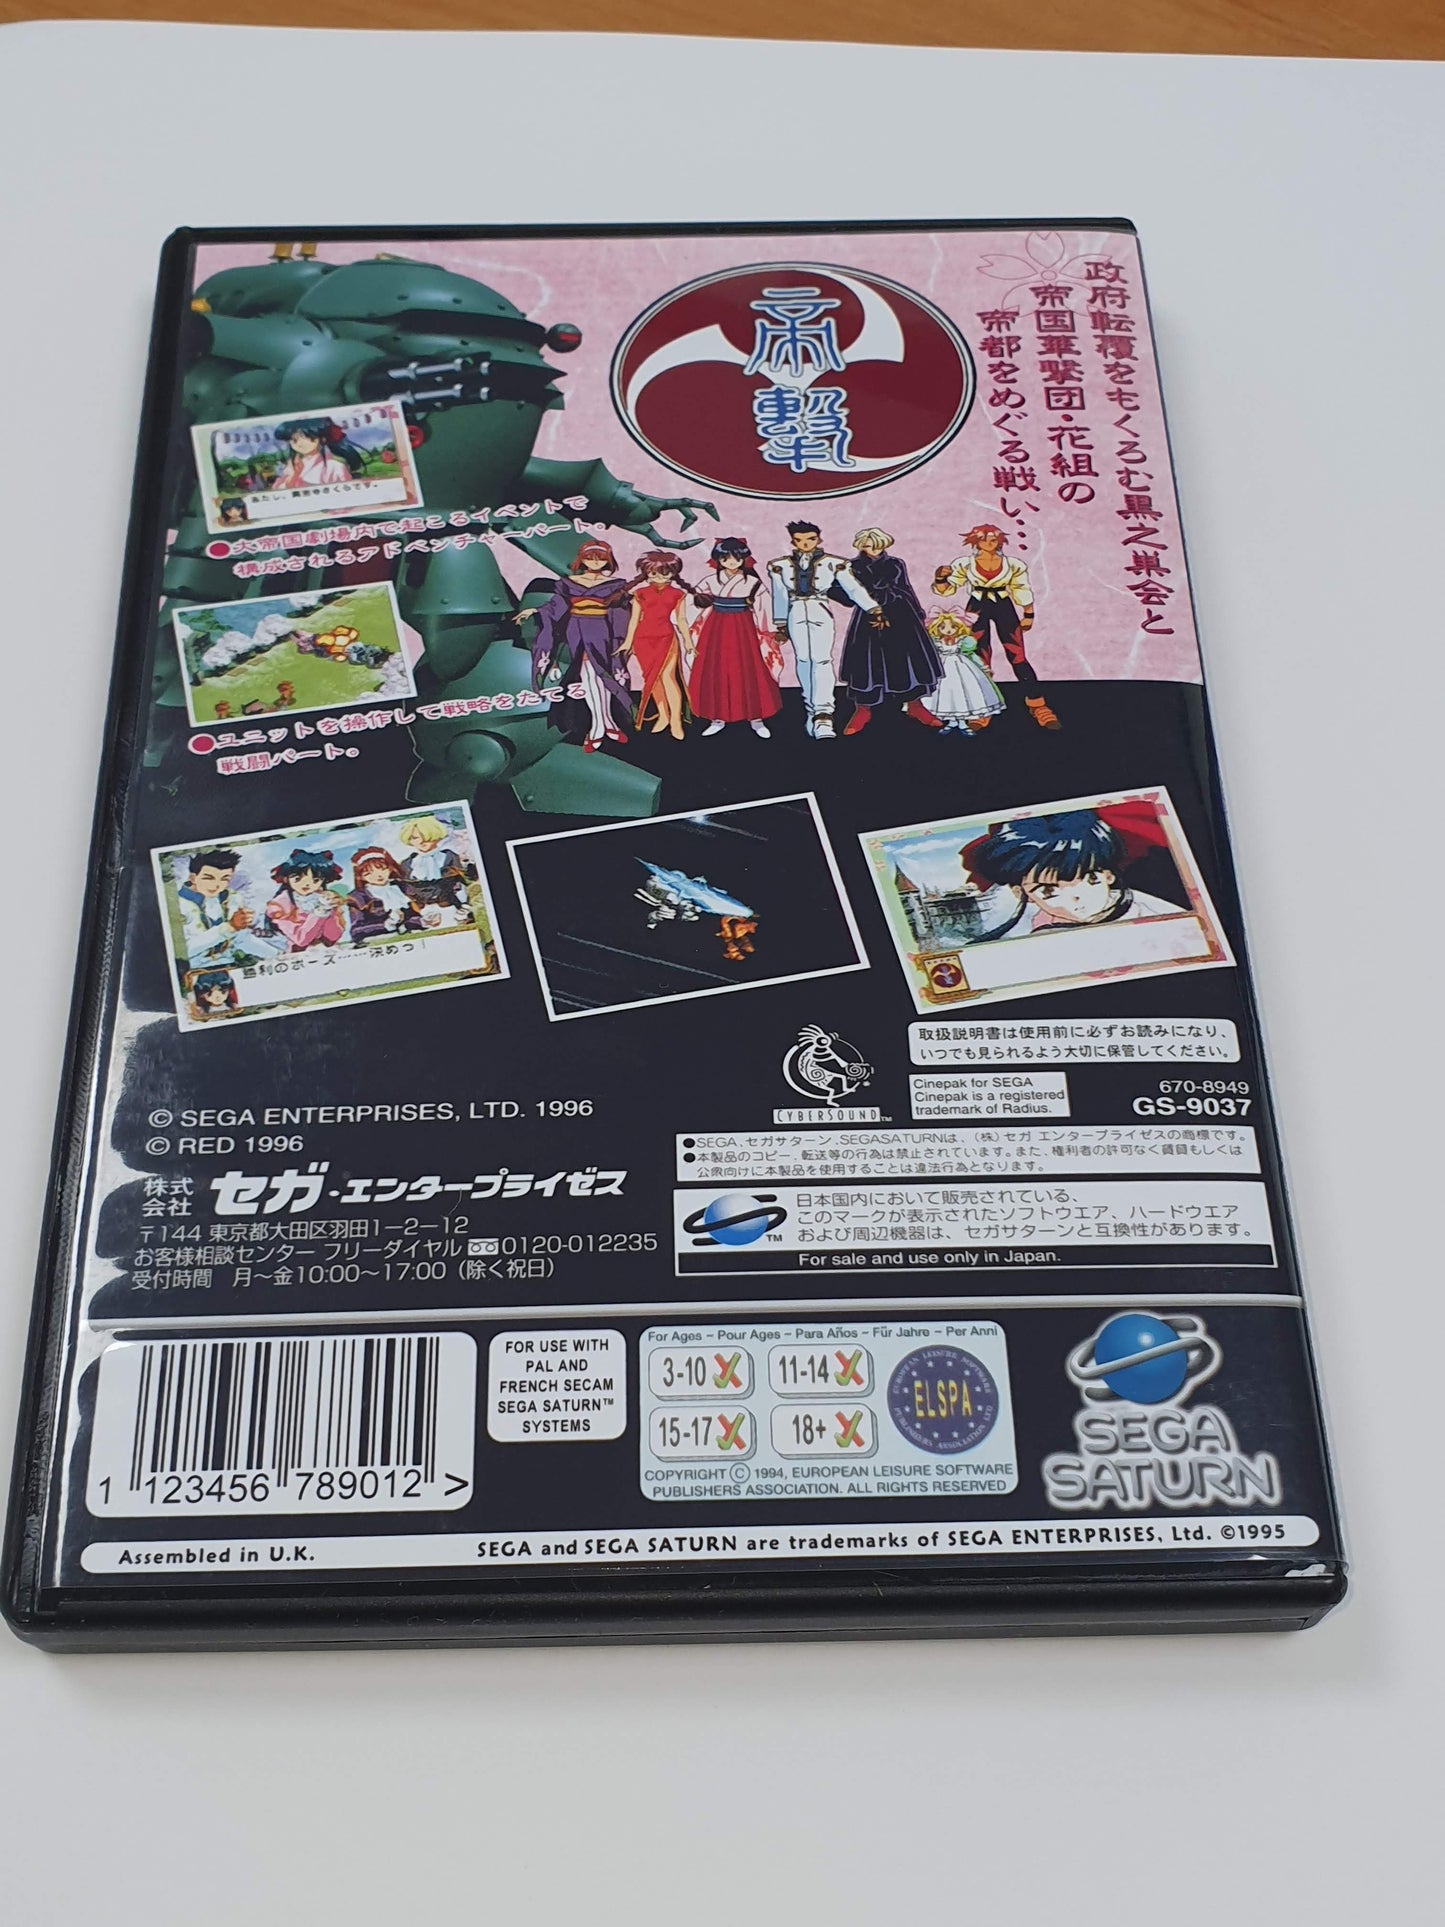 政府転覆をもくろむ黒之巣会と
帝国華撃団・花組の
帝都をめぐる戦い…
帝
撃
あたし、真宮寺さくらです。
●大帝国劇場内で起こるイベントで
構成されるアドベンチャーパート。
●ユニットを操作して戦略をたてる
戦闘パート。
勝利のポーズ……決めっ！
CYBERSOUND™
取扱説明書は使用前に必ずお読みになり、
いつでも見られるよう大切に保管してください。
Cinepak for SEGA
Cinepak is a registered
trademark of Radius.
670-8949
GS-9037
© SEGA ENTERPRISES, LTD. 1996
© RED 1996
株式会社 セガ・エンタープライゼス
〒144 東京都大田区羽田1-2-12
お客様相談センター フリーダイヤル 0120-012235
受付時間 月～金10:00～17:00（除く祝日）
●SEGA、セガサターン、SEGASATURNは、（株）セガ エンタープライゼスの商標です。
●本製品のコピー、転送等の行為は禁止されています。また、権利者の許可なく賃貸もしくは
公衆向けに本製品を使用することは違法行為となります。
TM
日本国内において販売されている、
このマークが表示されたソフトウエア、ハードウエア
および周辺機器は、セガサターンと互換性があります。
For sale and use only in Japan.
1 123456 789012 >
FOR USE WITH
PAL AND
FRENCH SECAM
SEGA SATURN™
SYSTEMS
For Ages – Pour Ages – Para Años – Für Jahre – Per Anni
3-10
11-14
15-17
18+
EUROPEAN LEISURE SOFTWARE
ELSPA
PUBLISHERS ASSOCIATION LTD
COPYRIGHT © 1994, EUROPEAN LEISURE SOFTWARE
PUBLISHERS ASSOCIATION. ALL RIGHTS RESERVED
SEGA
SATURN
Assembled in U.K.
SEGA and SEGA SATURN are trademarks of SEGA ENTERPRISES, Ltd. ©1995